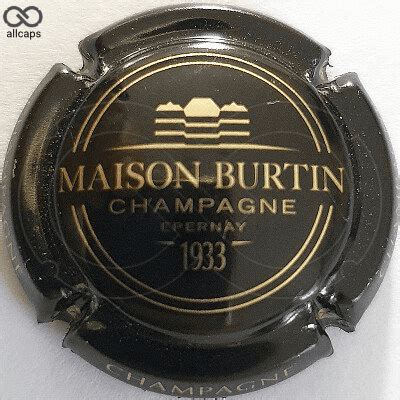 allcaps
MAISON BURTIN
CHAMPAGNE
EPERNAY
1933
CHAMPAGNE